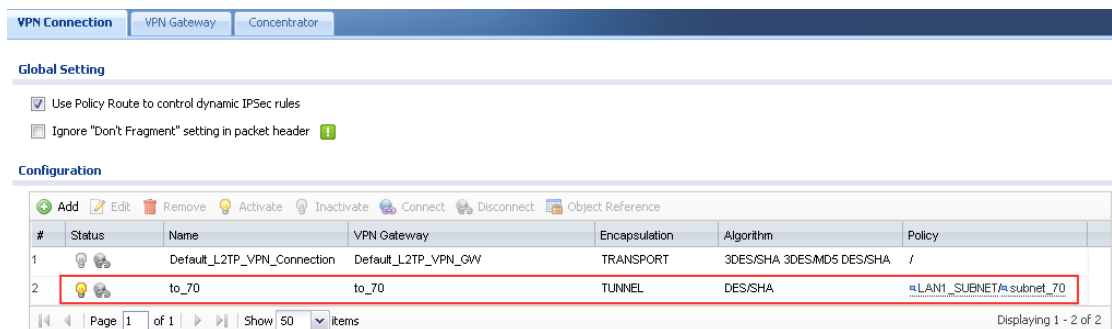 VPN Connection VPN Gateway Concentrator
Global Setting
Use Policy Route to control dynamic IPSec rules
Ignore "Don't Fragment" setting in packet header
Configuration
Add Edit Remove Activate Inactivate Connect Disconnect Object Reference
# Status Name VPN Gateway Encapsulation Algorithm Policy
1 Default_L2TP_VPN_Connection Default_L2TP_VPN_GW TRANSPORT 3DES/SHA 3DES/MD5 DES/SHA /
2 to_70 to_70 TUNNEL DES/SHA LAN1_SUBNET/subnet_70
Page 1 of 1 Show 50 items Displaying 1 - 2 of 2